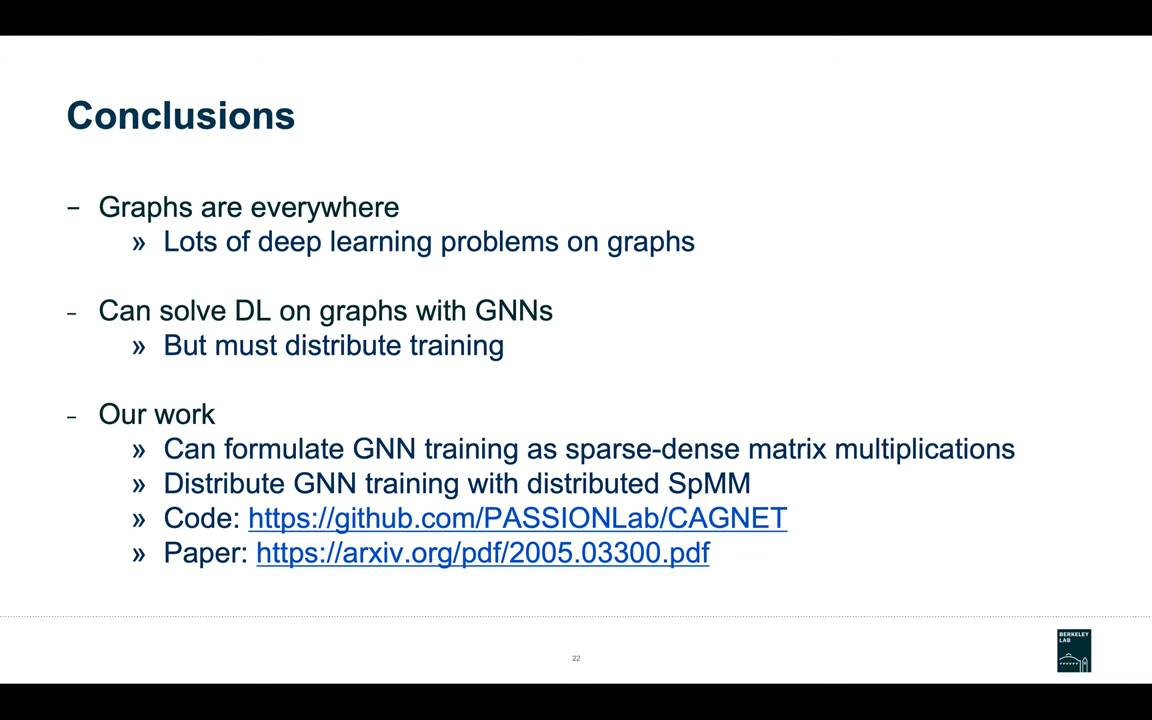 Conclusions
– Graphs are everywhere
» Lots of deep learning problems on graphs
– Can solve DL on graphs with GNNs
» But must distribute training
– Our work
» Can formulate GNN training as sparse-dense matrix multiplications
» Distribute GNN training with distributed SpMM
» Code: https://github.com/PASSIONLab/CAGNET
» Paper: https://arxiv.org/pdf/2005.03300.pdf
22
BERKELEY
LAB